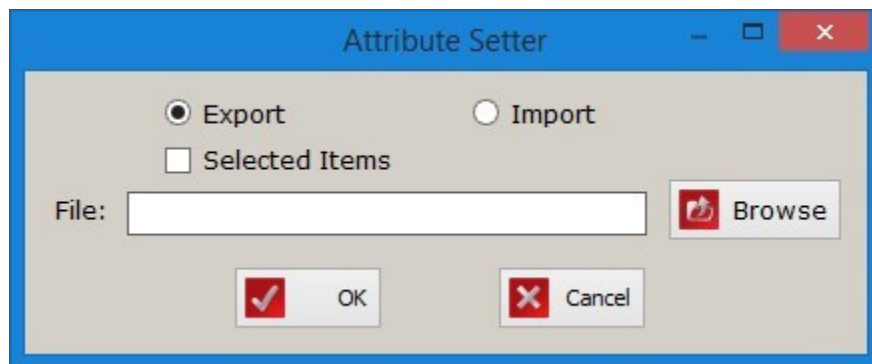 Attribute Setter
Export Import
Selected Items
File: Browse
OK Cancel